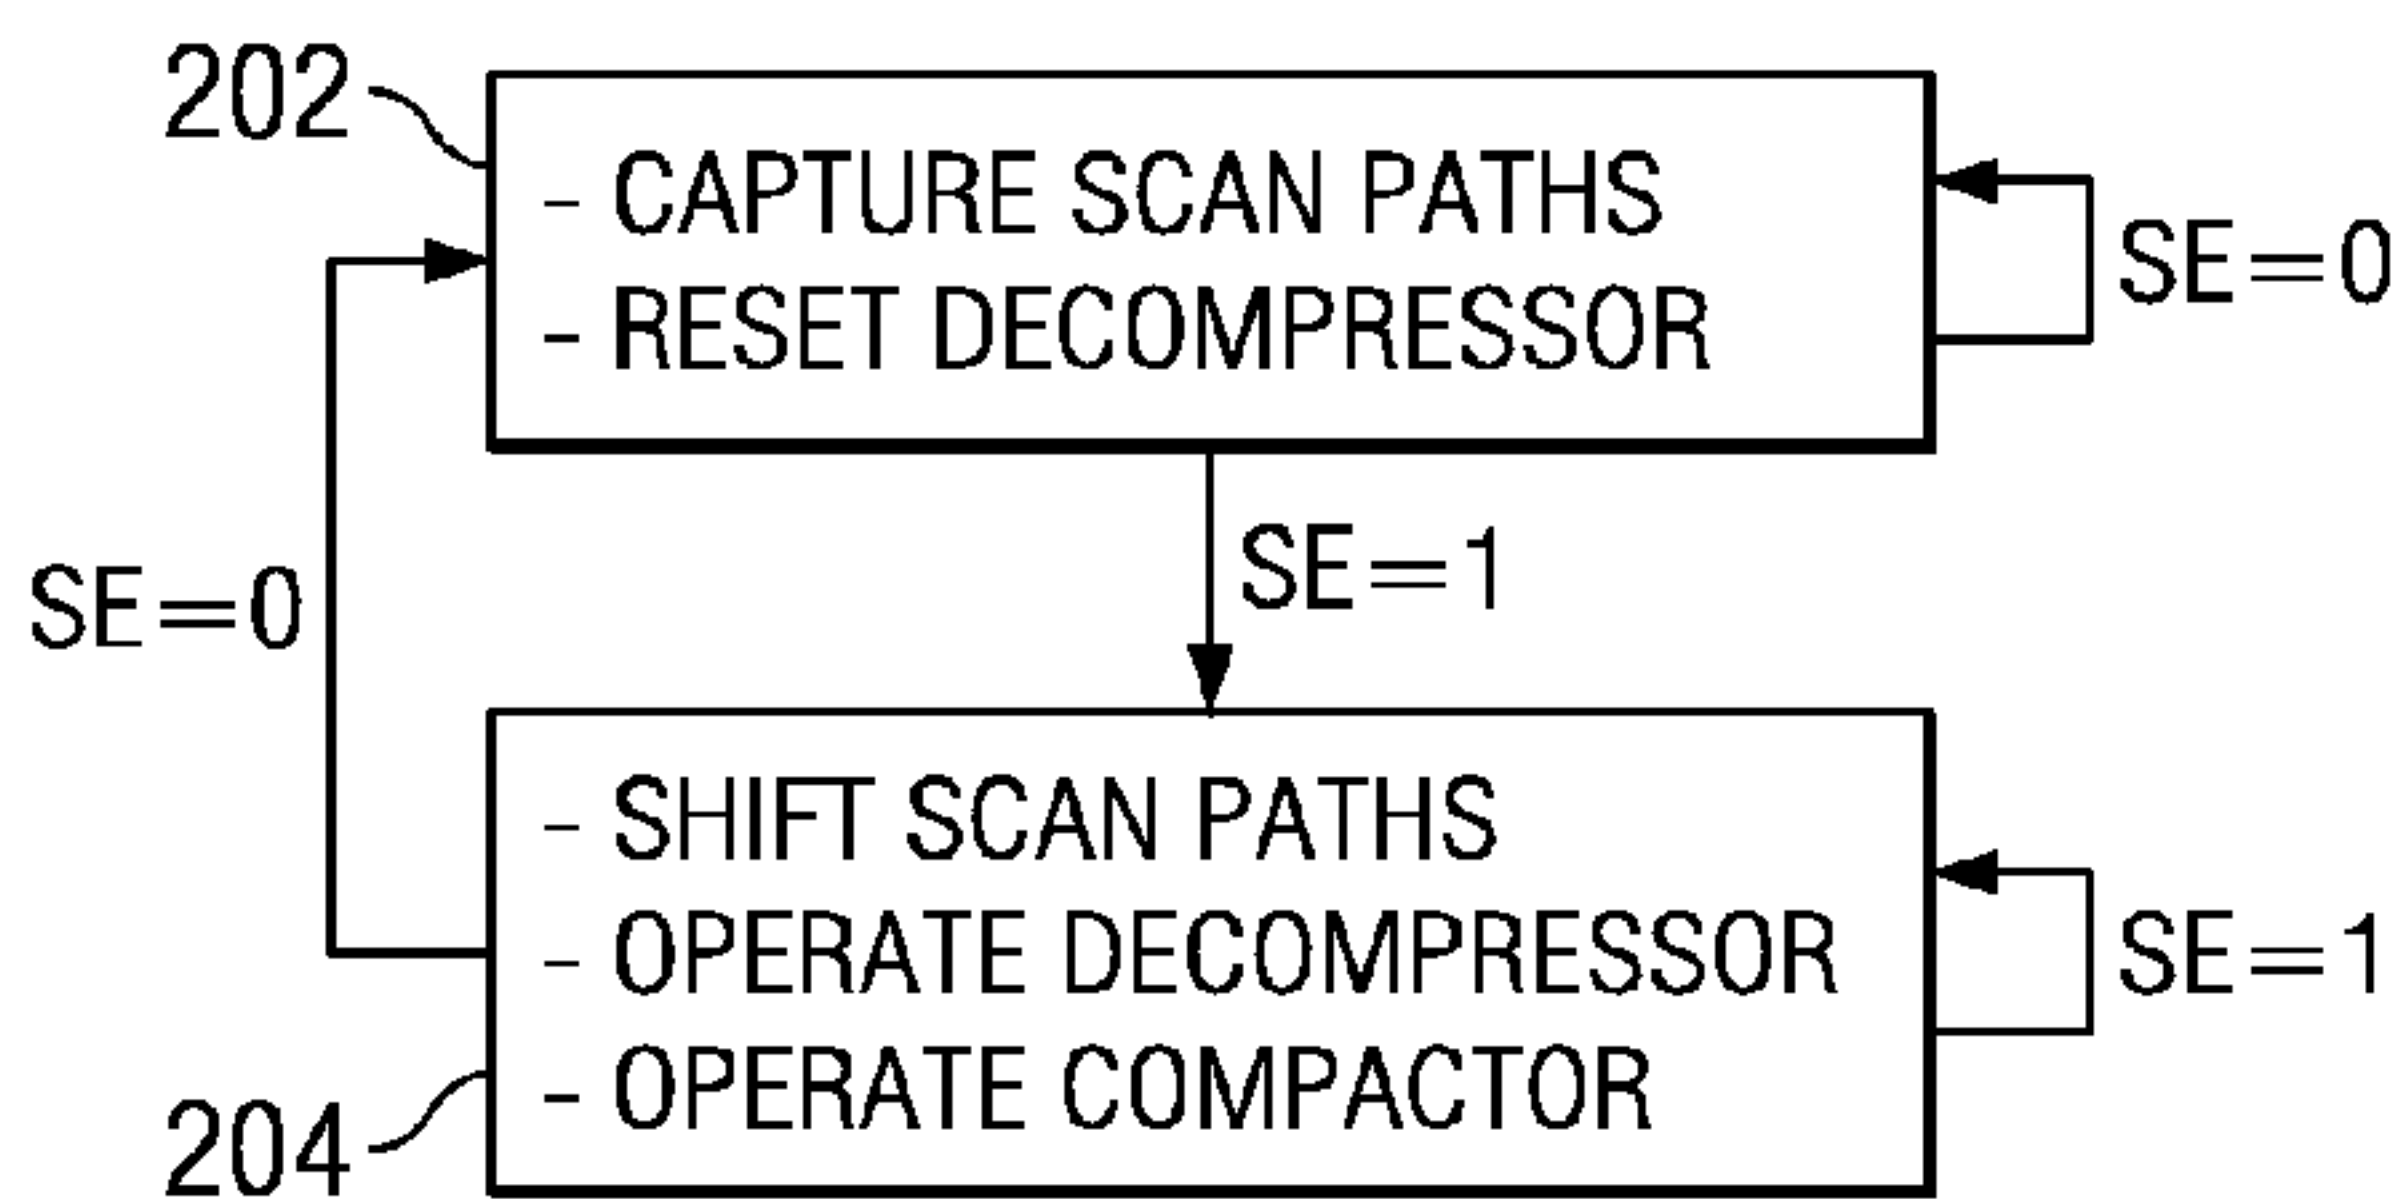 202
- CAPTURE SCAN PATHS
- RESET DECOMPRESSOR
SE=0
SE=1
SE=0
- SHIFT SCAN PATHS
- OPERATE DECOMPRESSOR
- OPERATE COMPACTOR
SE=1
204